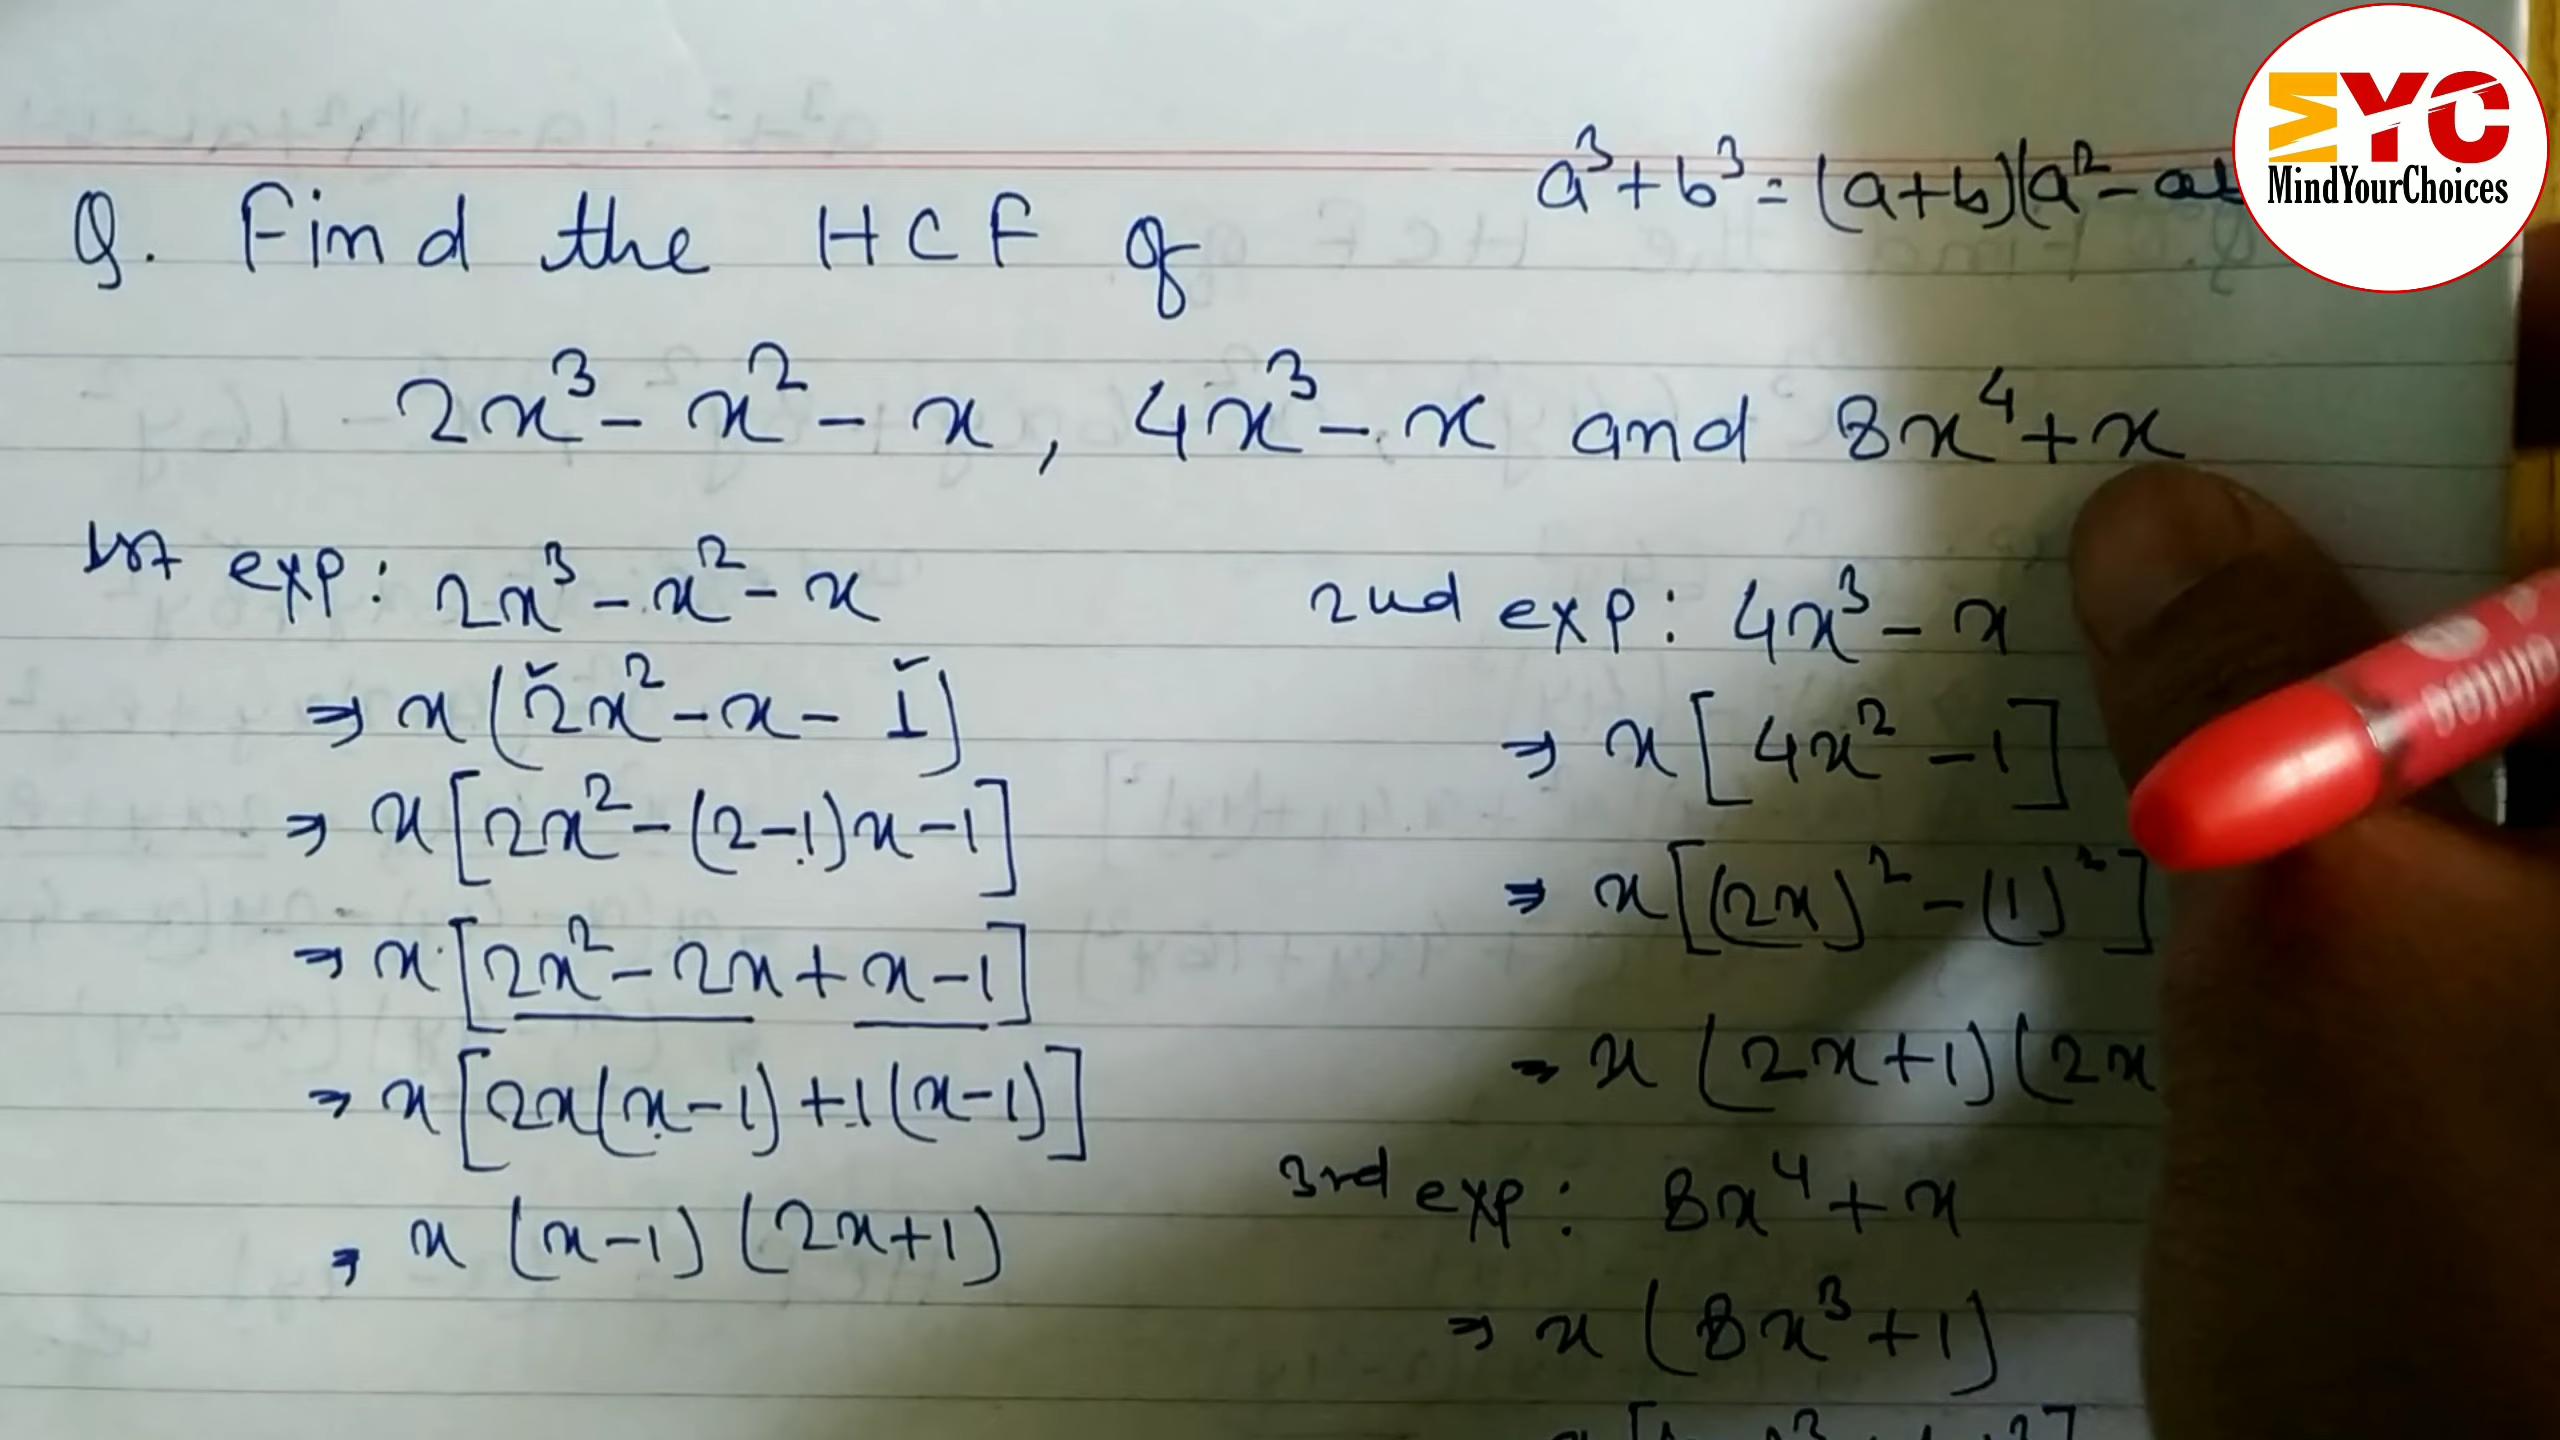 a³+b³=(a+b)(a²-ab
MYC
MindYourChoices
Q. Find the HCF of
2x³-x²-x, 4x³-x and 8x⁴+x
1st exp: 2x³-x²-x
⇒ x(2x²-x-1)
⇒ x[2x²-(2-1)x-1]
⇒ x[2x²-2x+x-1]
⇒ x[2x(x-1)+1(x-1)]
⇒ x(x-1)(2x+1)
2nd exp: 4x³-x
⇒ x[4x²-1]
⇒ x[(2x)²-(1)²]
⇒ x(2x+1)(2x
3rd exp: 8x⁴+x
⇒ x(8x³+1)